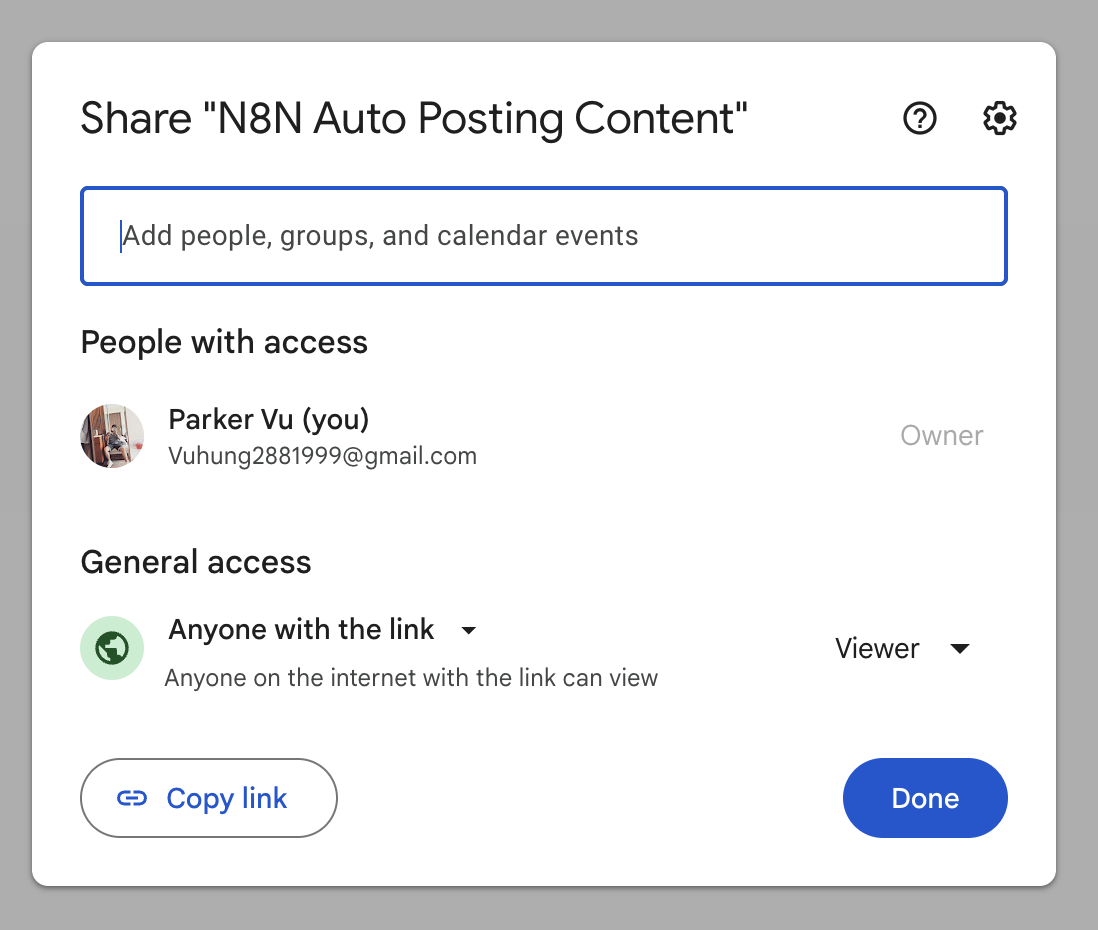 Share "N8N Auto Posting Content"
Add people, groups, and calendar events
People with access
Parker Vu (you)
Vuhung2881999@gmail.com
Owner
General access
Anyone with the link
Anyone on the internet with the link can view
Viewer
Copy link
Done